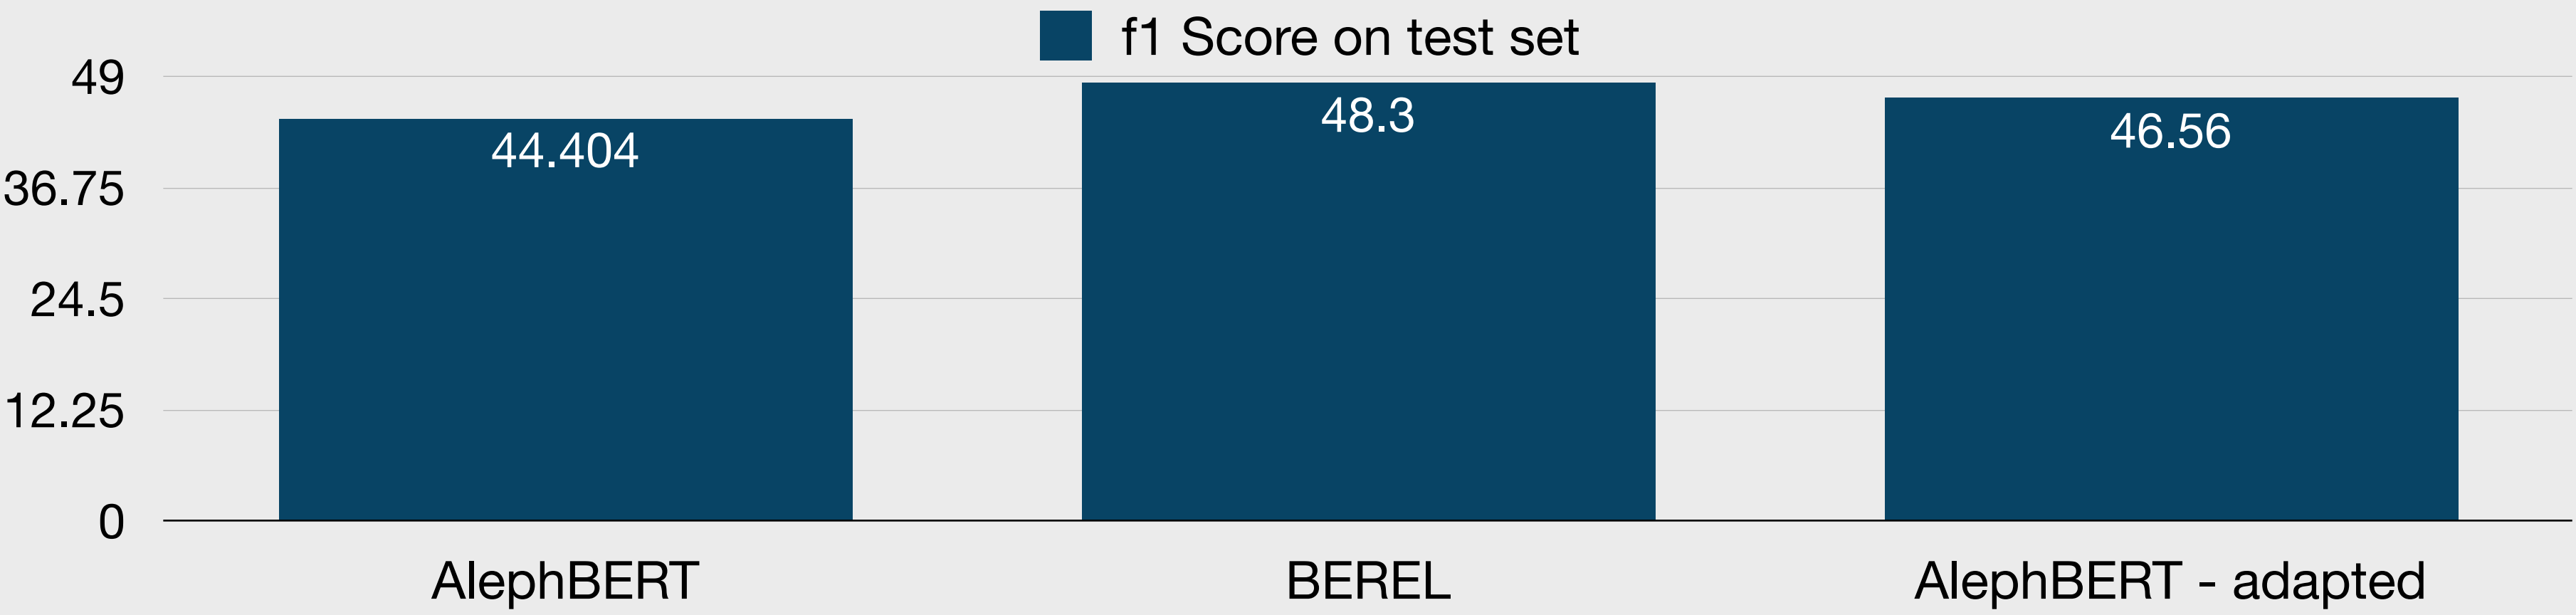 f1 Score on test set
49
36.75
24.5
12.25
0
44.404
48.3
46.56
AlephBERT
BEREL
AlephBERT - adapted